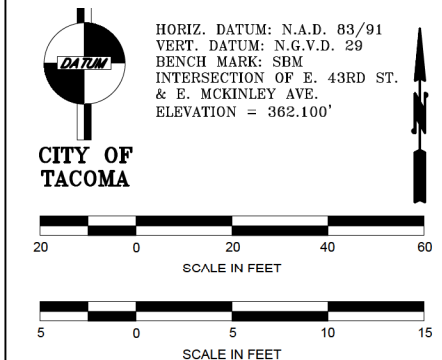 HORIZ. DATUM: N.A.D. 83/91
VERT. DATUM: N.G.V.D. 29
BENCH MARK: SBM
INTERSECTION OF E. 43RD ST.
& E. MCKINLEY AVE.
ELEVATION = 362.100'
DATUM
CITY OF
TACOMA
N
20 0 20 40 60
SCALE IN FEET
5 0 5 10 15
SCALE IN FEET